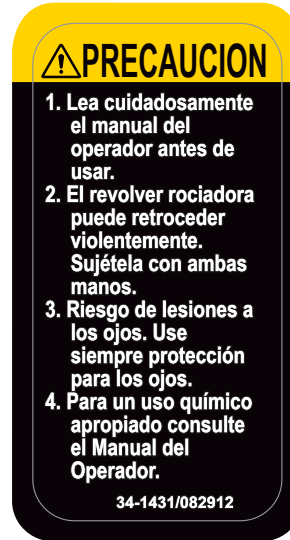 PRECAUCION
1. Lea cuidadosamente
el manual del
operador antes de
usar.
2. El revolver rociadora
puede retroceder
violentemente.
Sujétela con ambas
manos.
3. Riesgo de lesiones a
los ojos. Use
siempre protección
para los ojos.
4. Para un uso químico
apropiado consulte
el Manual del
Operador.
34-1431/082912